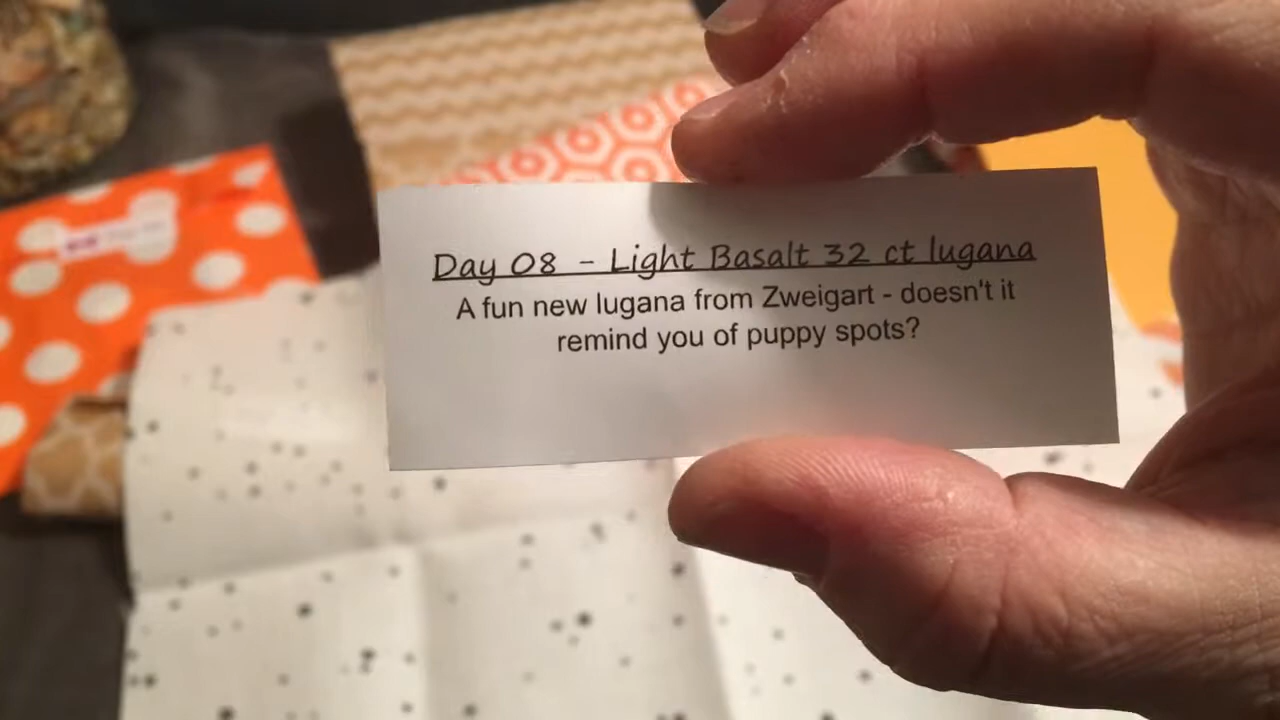 Day 08 - Light Basalt 32 ct lugana
A fun new lugana from Zweigart - doesn't it
remind you of puppy spots?